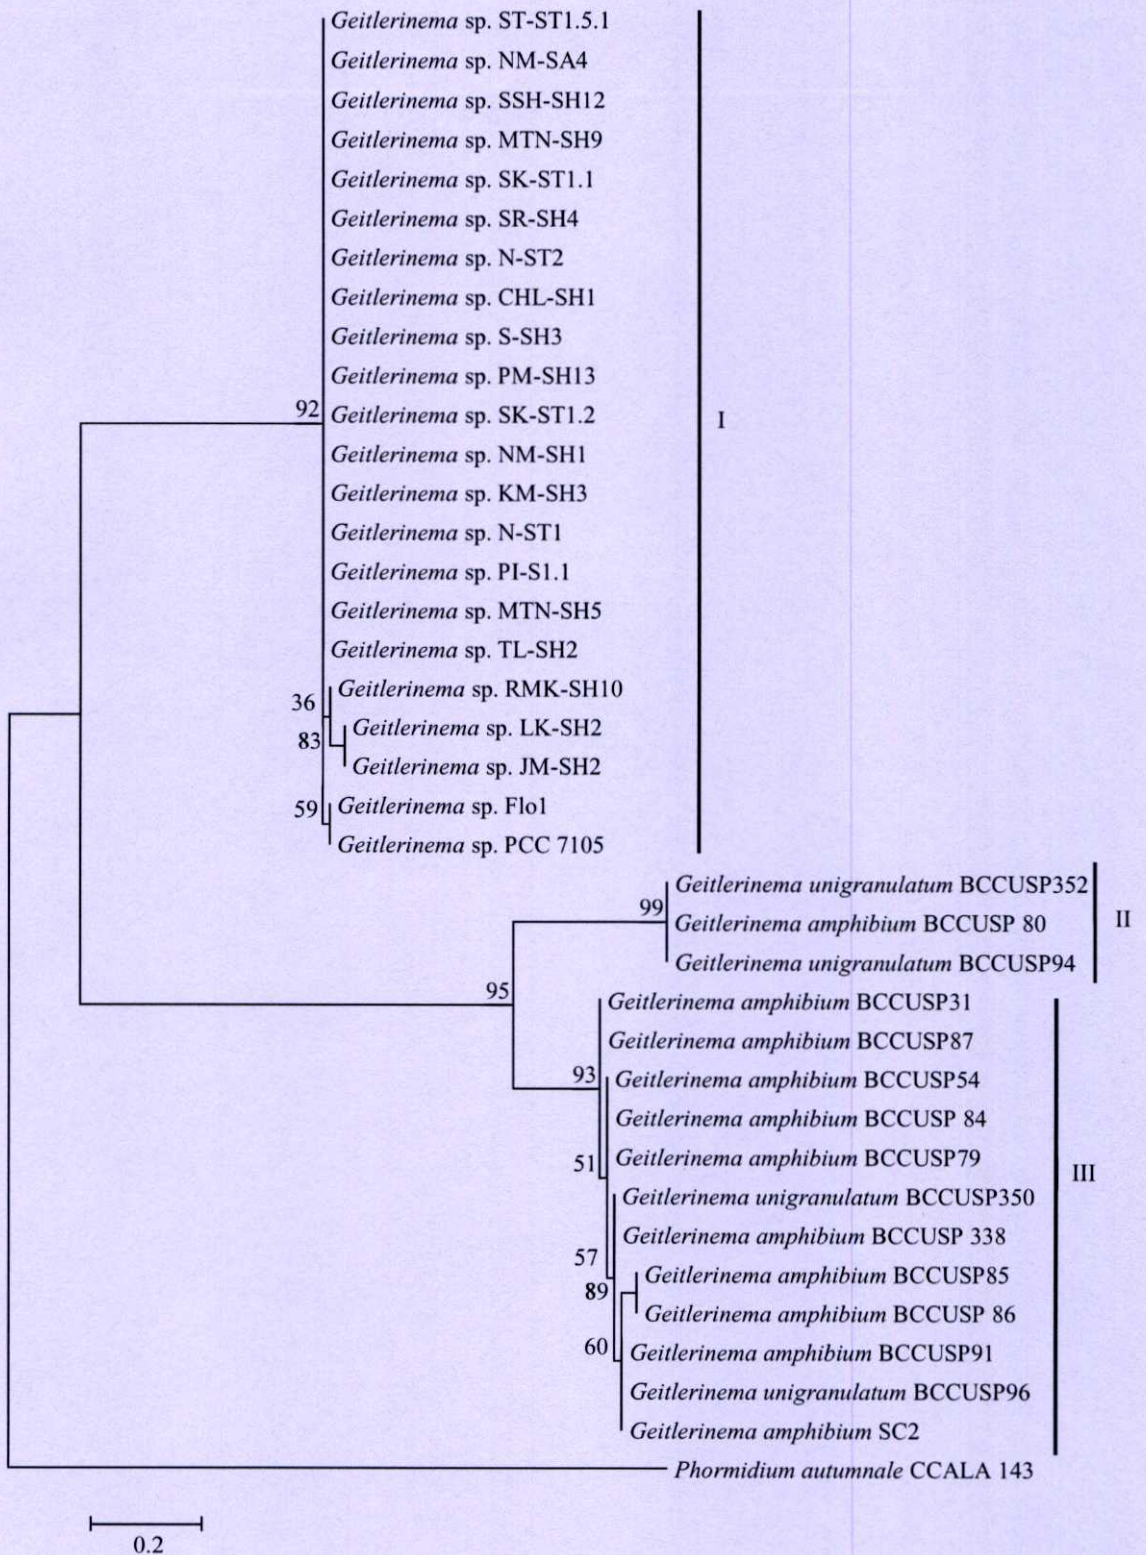 Geitlerinema sp. ST-ST1.5.1
Geitlerinema sp. NM-SA4
Geitlerinema sp. SSH-SH12
Geitlerinema sp. MTN-SH9
Geitlerinema sp. SK-ST1.1
Geitlerinema sp. SR-SH4
Geitlerinema sp. N-ST2
Geitlerinema sp. CHL-SH1
Geitlerinema sp. S-SH3
Geitlerinema sp. PM-SH13
92
Geitlerinema sp. SK-ST1.2
I
Geitlerinema sp. NM-SH1
Geitlerinema sp. KM-SH3
Geitlerinema sp. N-ST1
Geitlerinema sp. PI-S1.1
Geitlerinema sp. MTN-SH5
Geitlerinema sp. TL-SH2
36
Geitlerinema sp. RMK-SH10
Geitlerinema sp. LK-SH2
83
Geitlerinema sp. JM-SH2
59
Geitlerinema sp. Flo1
Geitlerinema sp. PCC 7105
Geitlerinema unigranulatum BCCUSP352
99
Geitlerinema amphibium BCCUSP 80
II
Geitlerinema unigranulatum BCCUSP94
95
Geitlerinema amphibium BCCUSP31
Geitlerinema amphibium BCCUSP87
93
Geitlerinema amphibium BCCUSP54
Geitlerinema amphibium BCCUSP 84
51
Geitlerinema amphibium BCCUSP79
III
Geitlerinema unigranulatum BCCUSP350
Geitlerinema amphibium BCCUSP 338
57
Geitlerinema amphibium BCCUSP85
89
Geitlerinema amphibium BCCUSP 86
60
Geitlerinema amphibium BCCUSP91
Geitlerinema unigranulatum BCCUSP96
Geitlerinema amphibium SC2
Phormidium autumnale CCALA 143
0.2